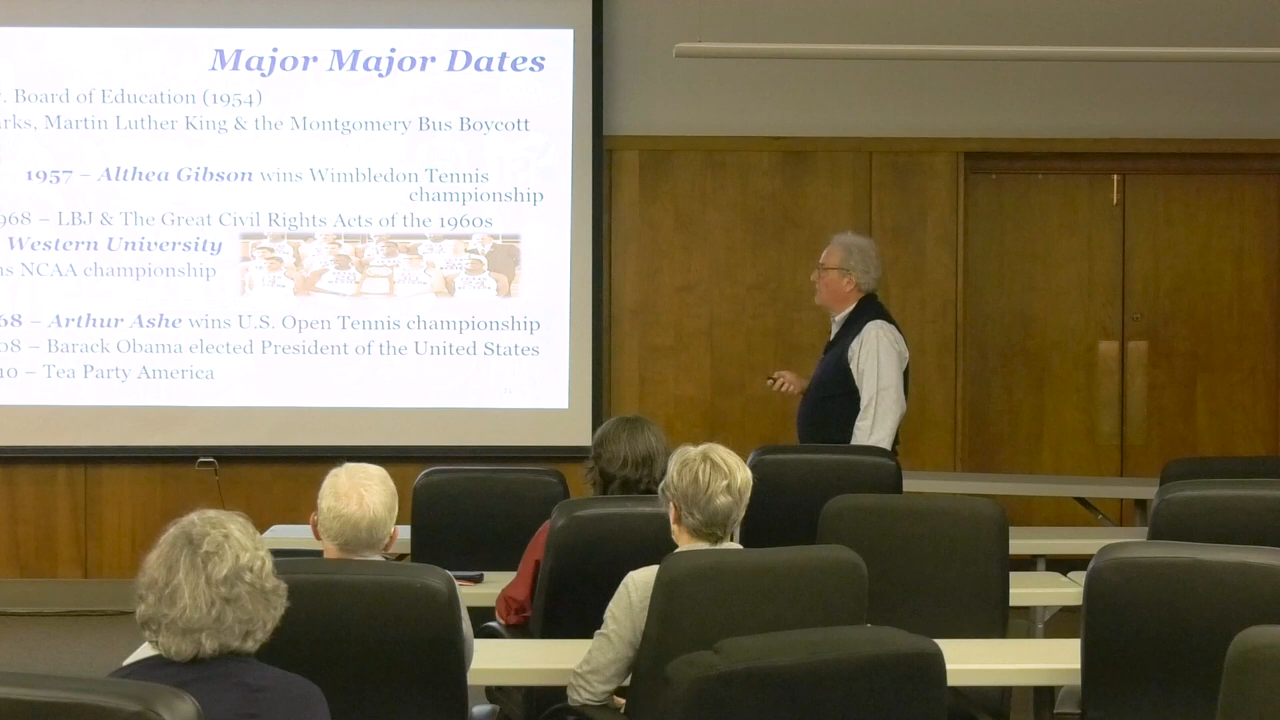 Major Major Dates
. Board of Education (1954)
arks, Martin Luther King & the Montgomery Bus Boycott
1957 – Althea Gibson wins Wimbledon Tennis
championship
968 – LBJ & The Great Civil Rights Acts of the 1960s
Western University
ns NCAA championship
68 – Arthur Ashe wins U.S. Open Tennis championship
08 – Barack Obama elected President of the United States
10 – Tea Party America